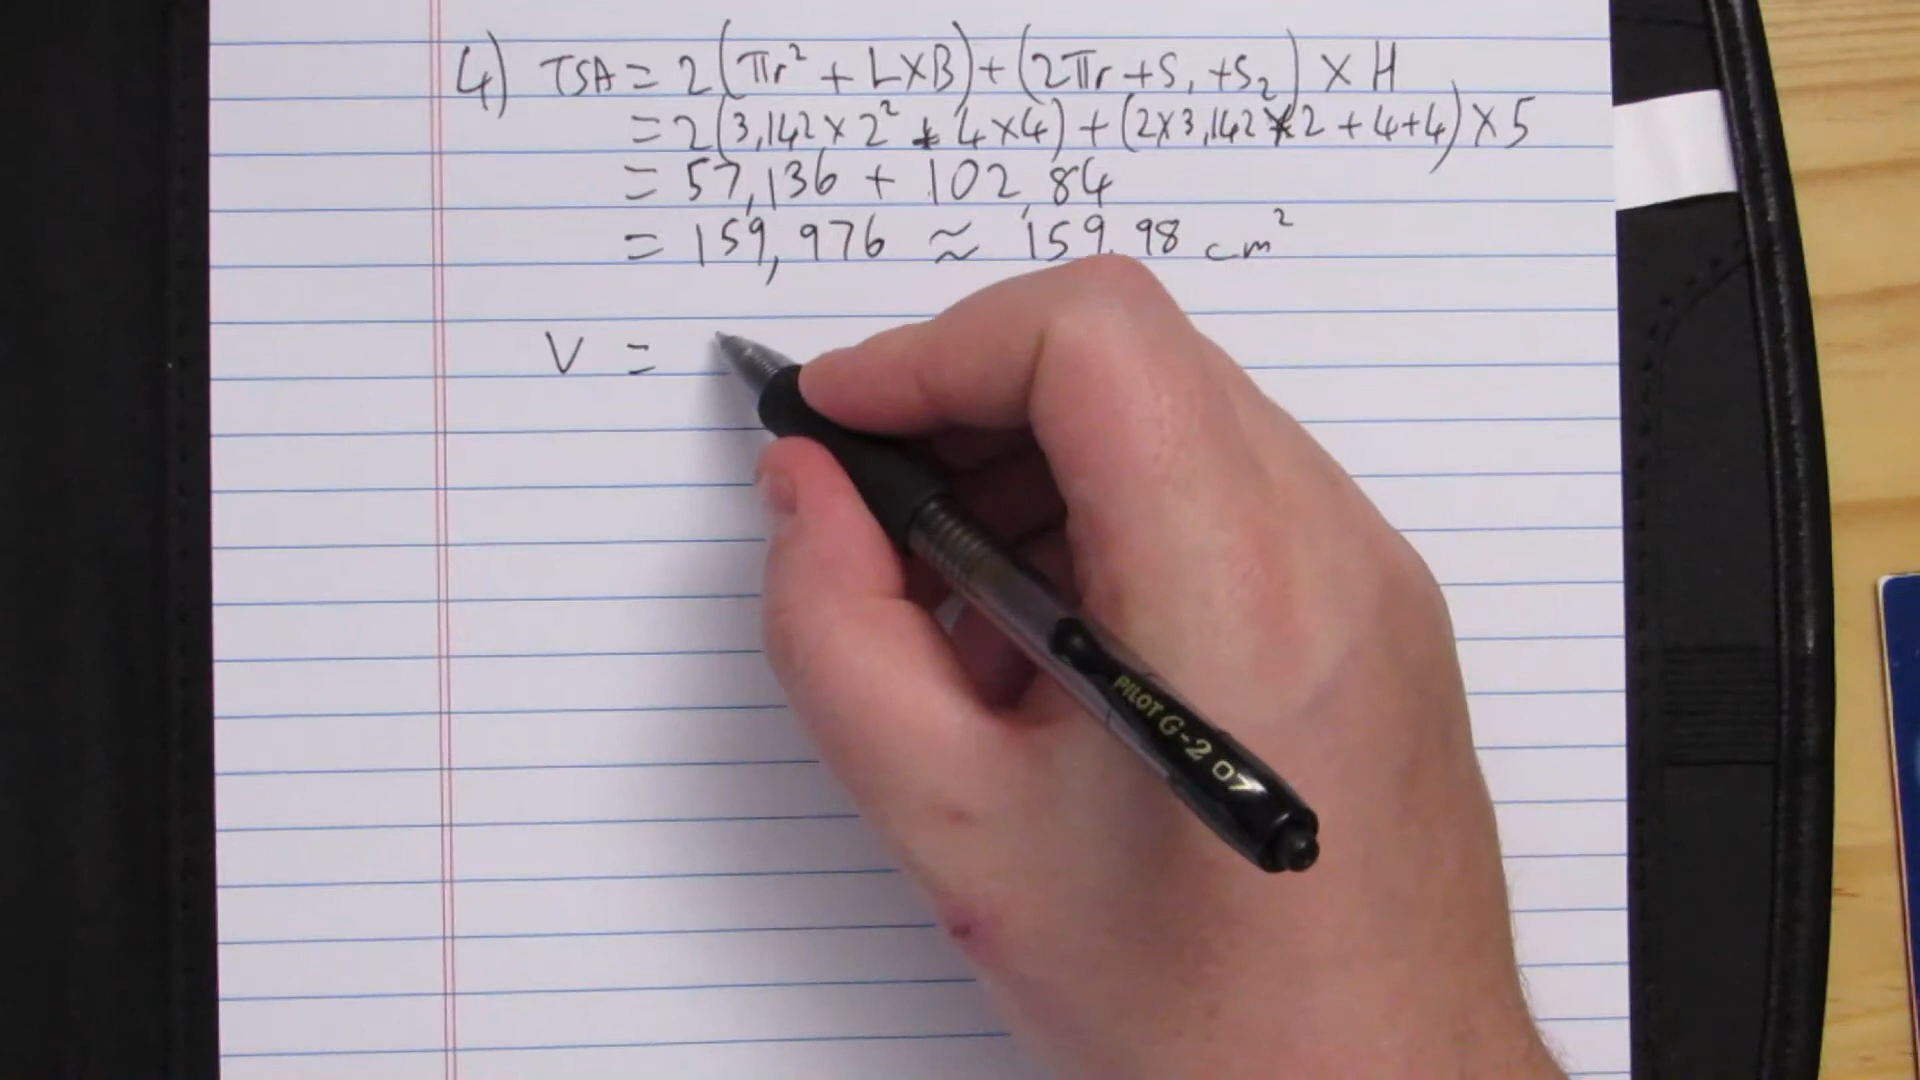 4) TSA = 2(πr² + L×B) + (2πr + S₁ + S₂) × H
= 2(3,142 × 2² + 4×4) + (2×3,142×2 + 4+4) × 5
= 57,136 + 102,84
= 159,976 ≈ 159,98 cm²
V =
PILOT G-2 07